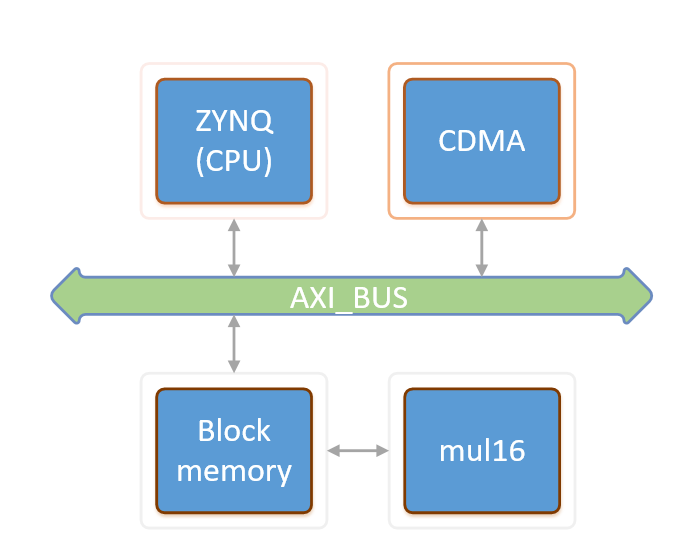 ZYNQ
(CPU)
CDMA
AXI_BUS
Block
memory
mul16